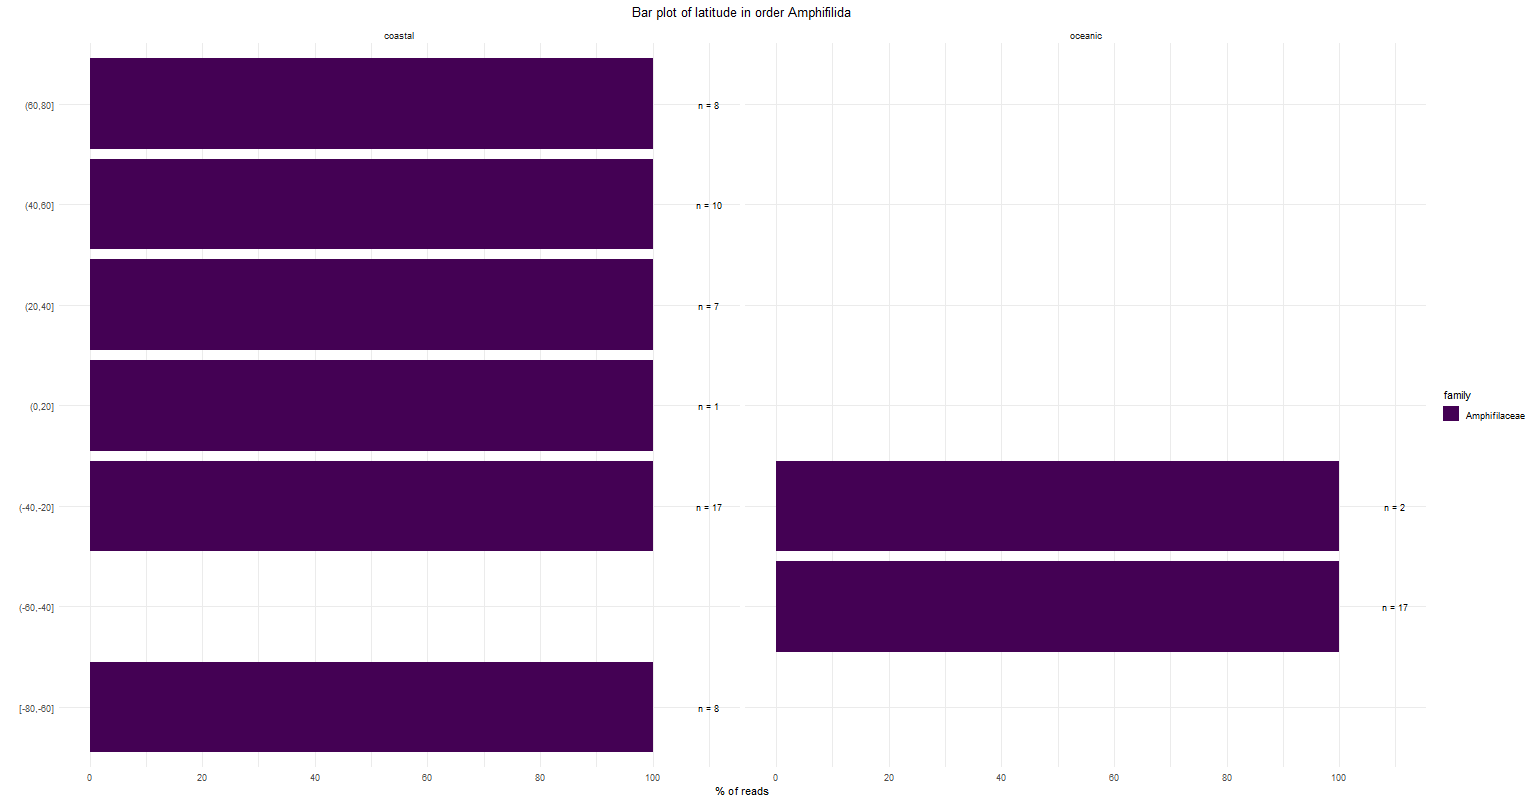 Bar plot of latitude in order Amphifilida
coastal
oceanic
(60,80]
n = 8
(40,60]
n = 10
(20,40]
n = 7
(0,20]
n = 1
(-40,-20]
n = 17
n = 2
(-60,-40]
n = 17
[-80,-60]
n = 8
family
Amphifilaceae
0 20 40 60 80 100
0 20 40 60 80 100
% of reads